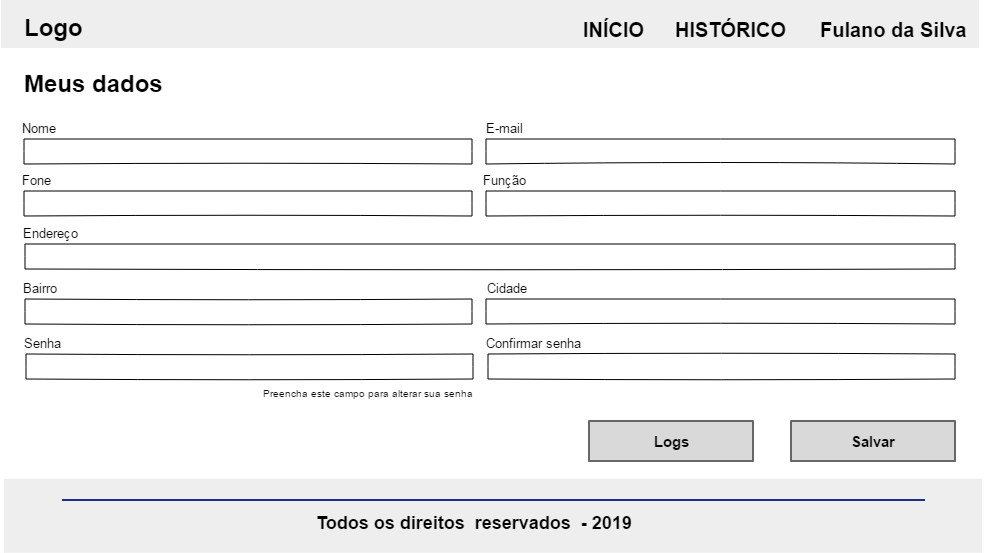 Logo INÍCIO HISTÓRICO Fulano da Silva
Meus dados
Nome E-mail
Fone Função
Endereço
Bairro Cidade
Senha Confirmar senha
Preencha este campo para alterar sua senha
Logs Salvar
Todos os direitos reservados - 2019